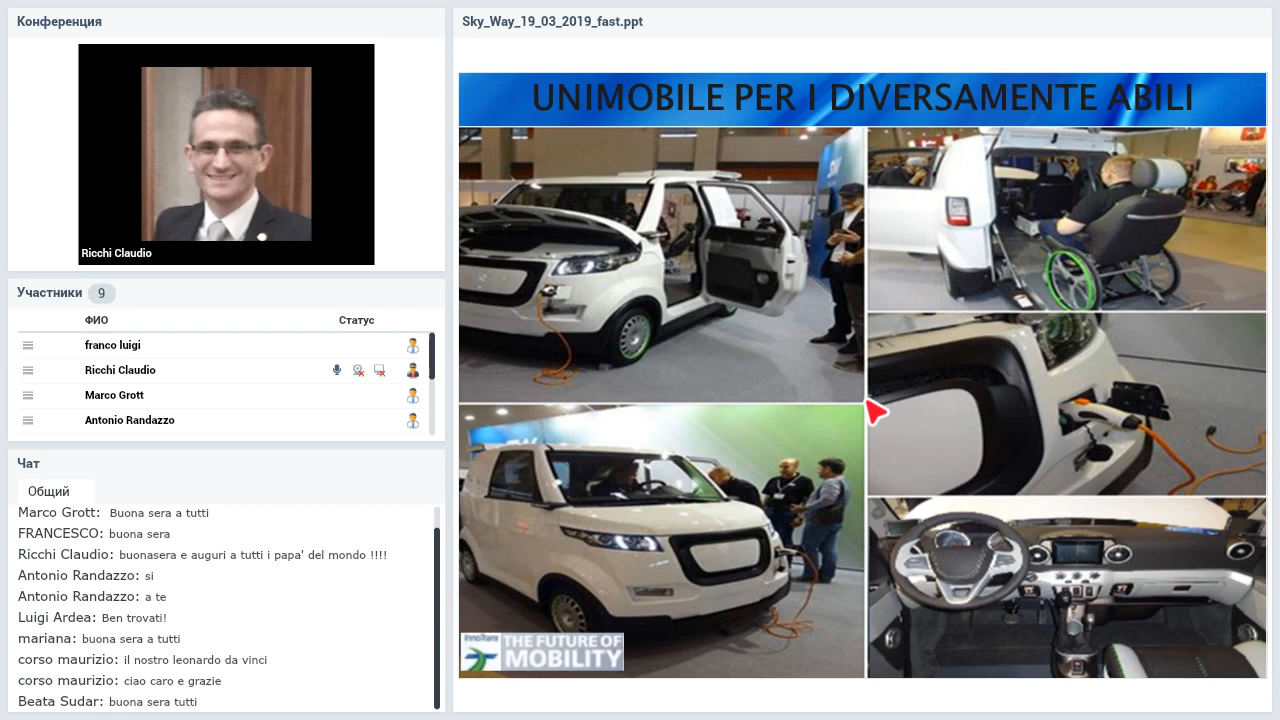 Конференция
Ricchi Claudio
Участники 9
ФИО Статус
franco luigi
Ricchi Claudio
Marco Grott
Antonio Randazzo
Чат
Общий
Marco Grott: Buona sera a tutti
FRANCESCO: buona sera
Ricchi Claudio: buonasera e auguri a tutti i papa' del mondo !!!!
Antonio Randazzo: si
Antonio Randazzo: a te
Luigi Ardea: Ben trovati!
mariana: buona sera a tutti
corso maurizio: il nostro leonardo da vinci
corso maurizio: ciao caro e grazie
Beata Sudar: buona sera tutti
Sky_Way_19_03_2019_fast.ppt
UNIMOBILE PER I DIVERSAMENTE ABILI
InnoTrans
THE FUTURE OF
MOBILITY